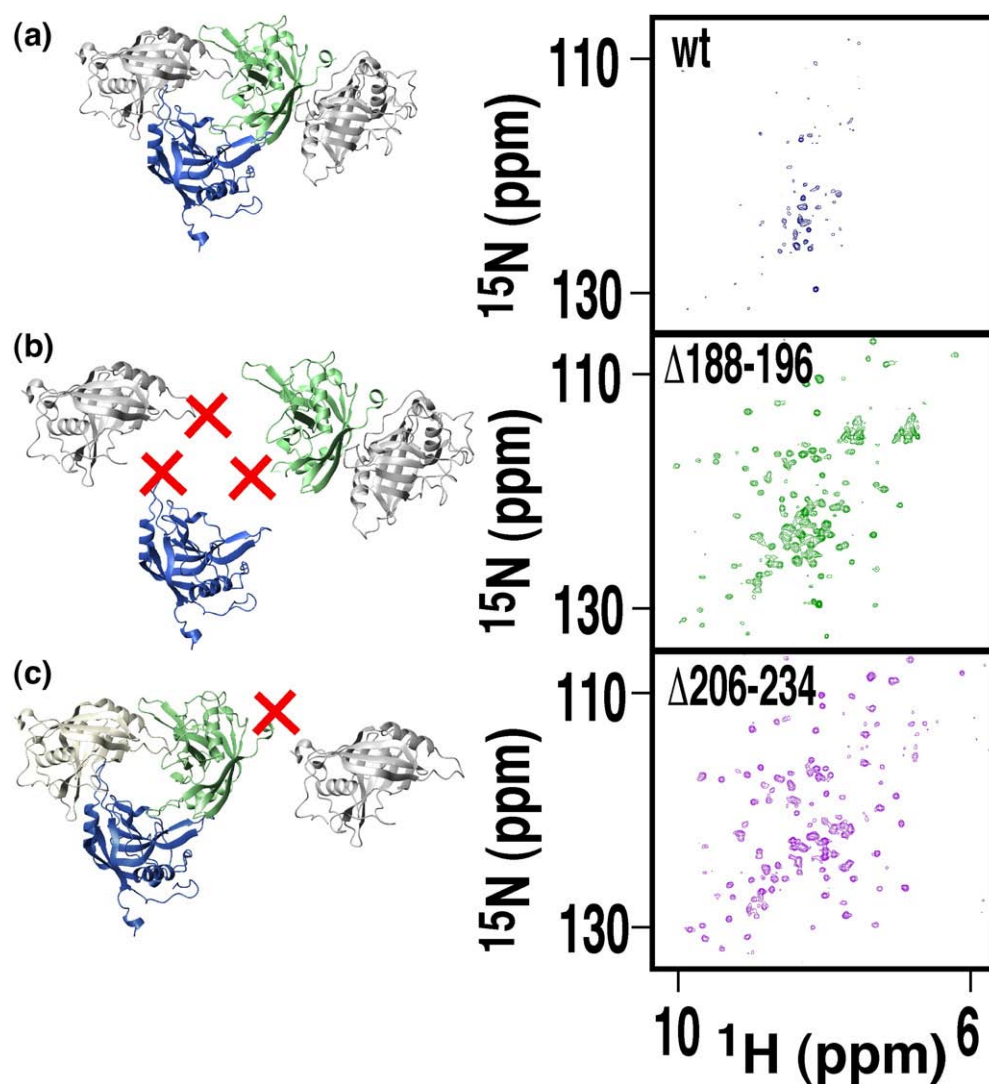 (a)
wt
110
130
15N (ppm)
(b)
Δ188-196
110
130
15N (ppm)
(c)
Δ206-234
110
130
15N (ppm)
10 1H (ppm) 6